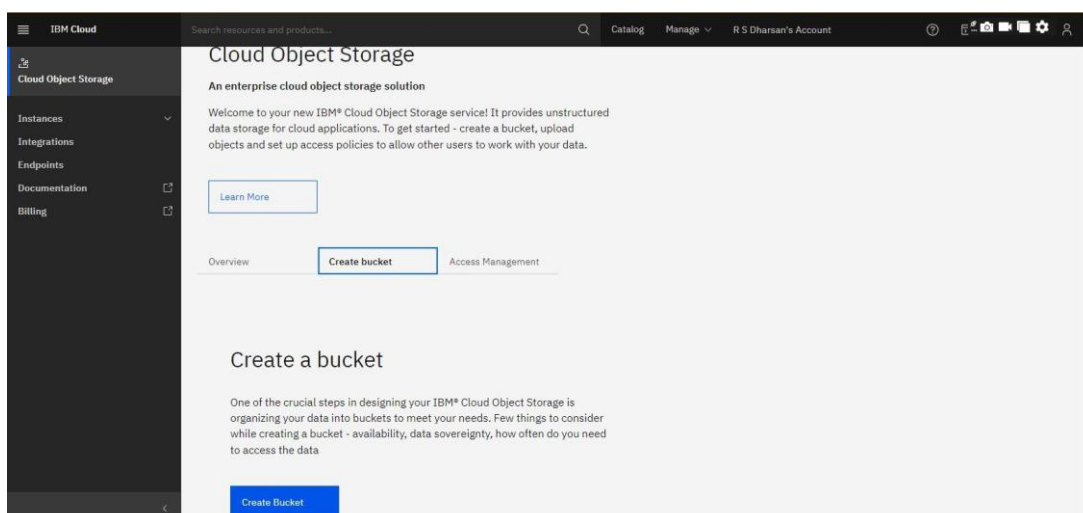 IBM Cloud
Search resources and products...
Catalog
Manage
R S Dharsan's Account
Cloud Object Storage
Instances
Integrations
Endpoints
Documentation
Billing
Cloud Object Storage
An enterprise cloud object storage solution
Welcome to your new IBM® Cloud Object Storage service! It provides unstructured
data storage for cloud applications. To get started - create a bucket, upload
objects and set up access policies to allow other users to work with your data.
Learn More
Overview
Create bucket
Access Management
Create a bucket
One of the crucial steps in designing your IBM® Cloud Object Storage is
organizing your data into buckets to meet your needs. Few things to consider
while creating a bucket - availability, data sovereignty, how often do you need
to access the data
Create Bucket